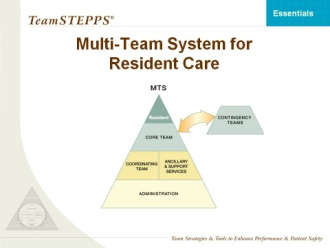 TeamSTEPPS®
Essentials
Multi-Team System for
Resident Care
MTS
Resident
CORE TEAM
CONTINGENCY
TEAMS
COORDINATING
TEAM
ANCILLARY
& SUPPORT
SERVICES
ADMINISTRATION
Team Strategies & Tools to Enhance Performance & Patient Safety